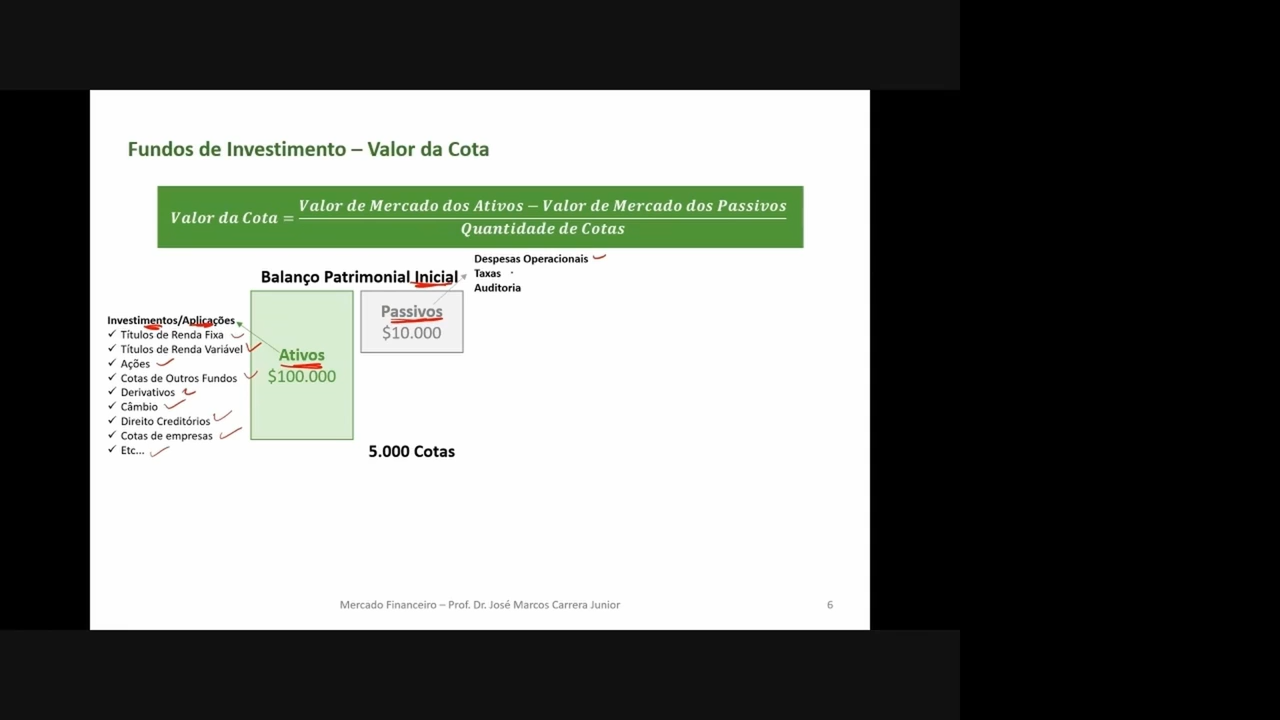 Fundos de Investimento – Valor da Cota
Valor da Cota = Valor de Mercado dos Ativos − Valor de Mercado dos Passivos
Quantidade de Cotas
Despesas Operacionais
Taxas
Auditoria
Balanço Patrimonial Inicial
Passivos
$10.000
Investimentos/Aplicações
✓ Títulos de Renda Fixa
✓ Títulos de Renda Variável
✓ Ações
✓ Cotas de Outros Fundos
✓ Derivativos
✓ Câmbio
✓ Direito Creditórios
✓ Cotas de empresas
✓ Etc...
Ativos
$100.000
5.000 Cotas
Mercado Financeiro – Prof. Dr. José Marcos Carrera Junior
6